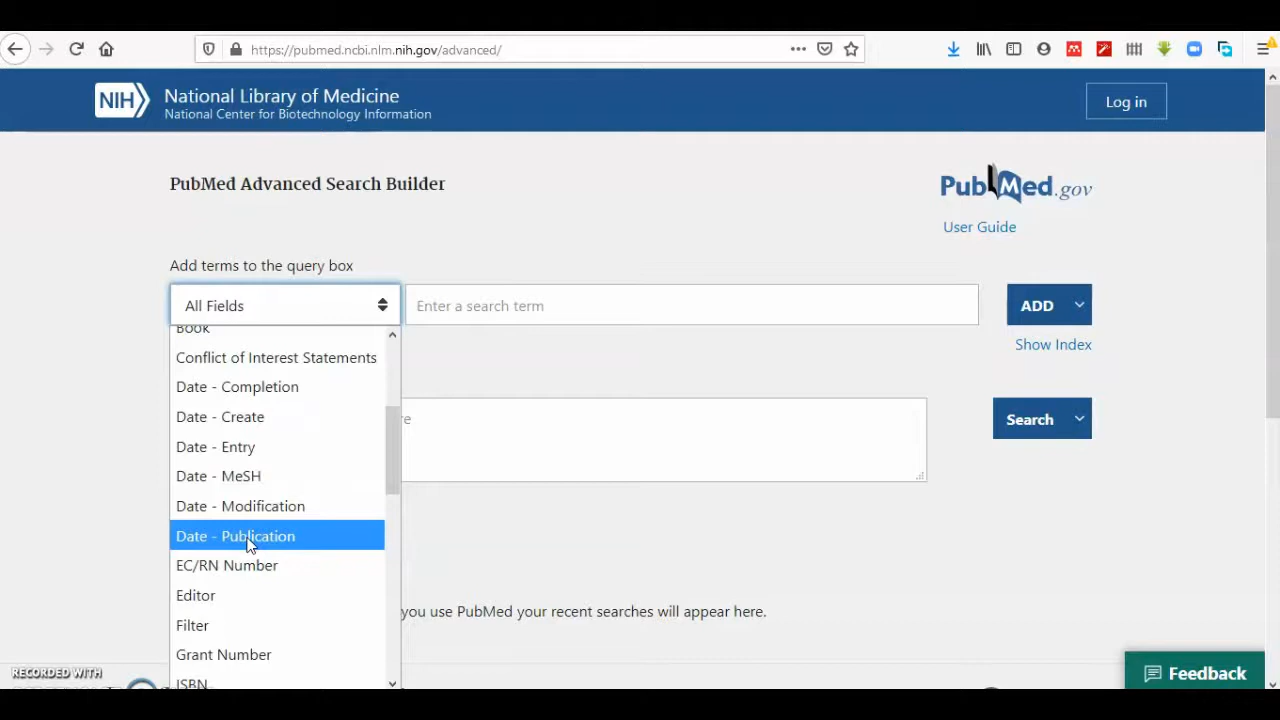 https://pubmed.ncbi.nlm.nih.gov/advanced/
NIH National Library of Medicine
National Center for Biotechnology Information
Log in
PubMed Advanced Search Builder
PubMed.gov
User Guide
Add terms to the query box
All Fields
Enter a search term
ADD
Show Index
Book
Conflict of Interest Statements
Date - Completion
Date - Create
Date - Entry
Date - MeSH
Date - Modification
Date - Publication
EC/RN Number
Editor
Filter
Grant Number
ISBN
re
Search
you use PubMed your recent searches will appear here.
RECORDED WITH
Feedback